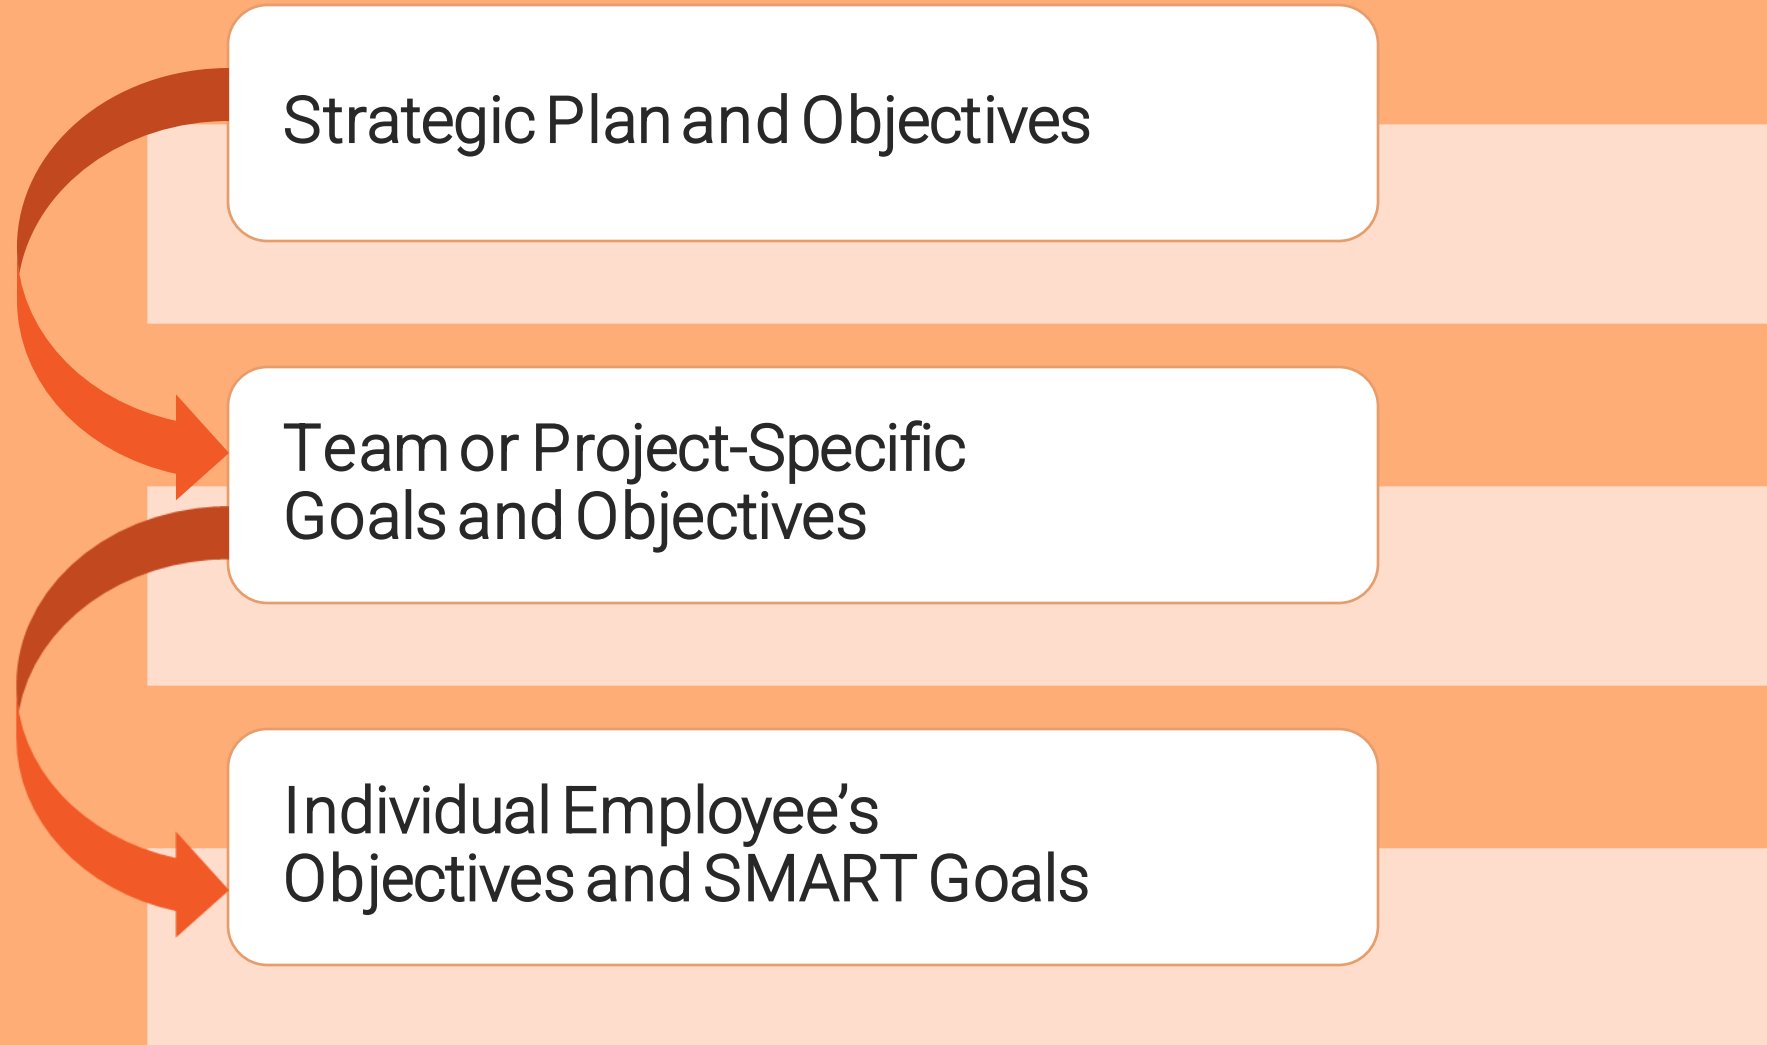 Strategic Plan and Objectives
Team or Project-Specific
Goals and Objectives
Individual Employee’s
Objectives and SMART Goals